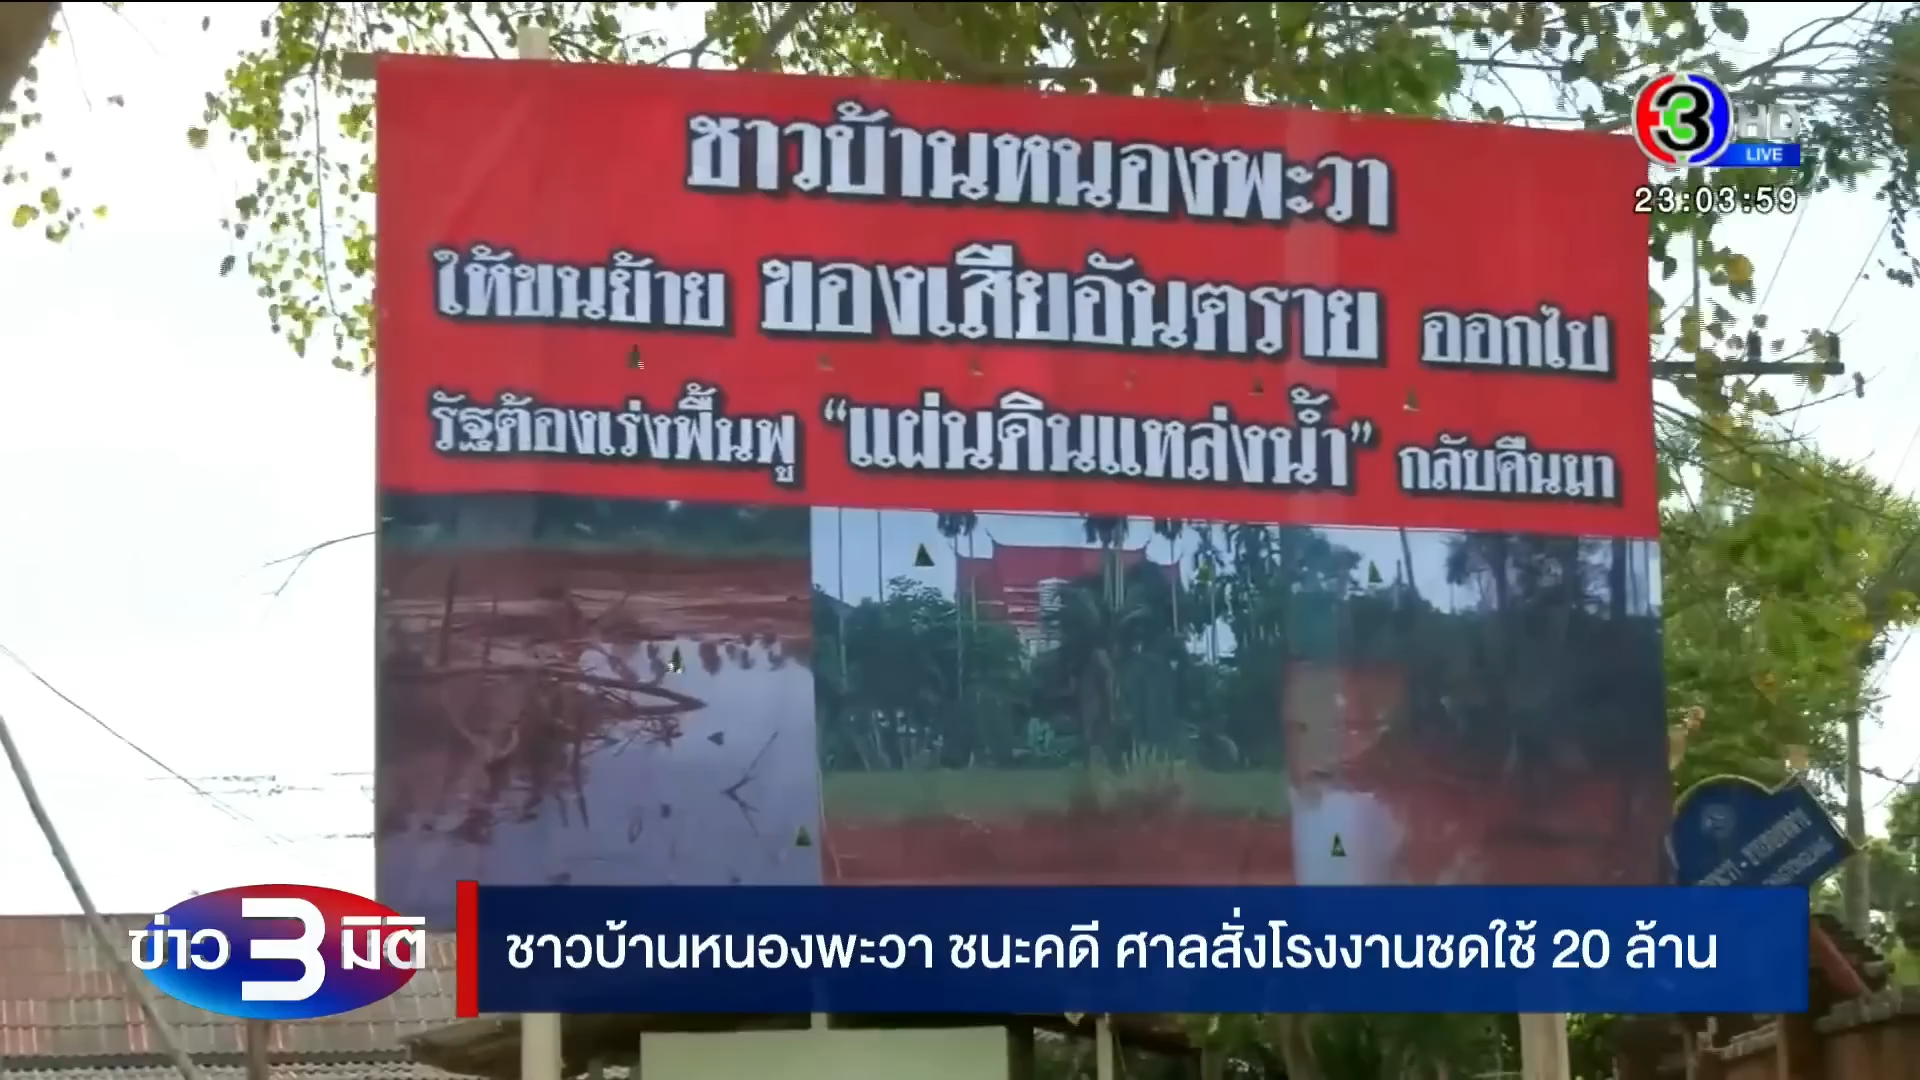 ชาวบ้านหนองพะวา
3 HD
LIVE
23:03:59
ให้ขนย้าย ของเสียอันตราย ออกไป
รัฐต้องเร่งฟื้นฟู “แผ่นดินแหล่งน้ำ” กลับคืนมา
ข่าว 3 มิติ
ชาวบ้านหนองพะวา ชนะคดี ศาลสั่งโรงงานชดใช้ 20 ล้าน